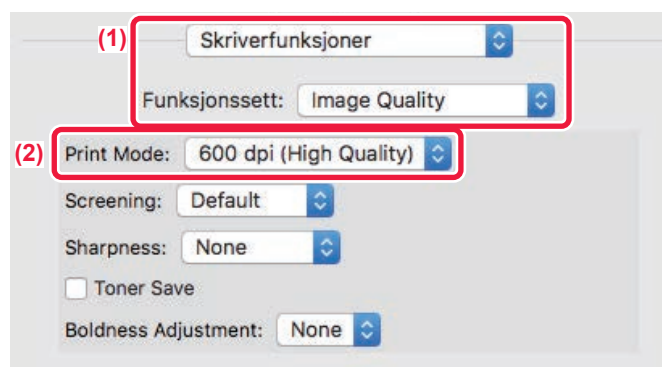 (1) Skriverfunksjoner
Funksjonssett: Image Quality
(2) Print Mode: 600 dpi (High Quality)
Screening: Default
Sharpness: None
Toner Save
Boldness Adjustment: None